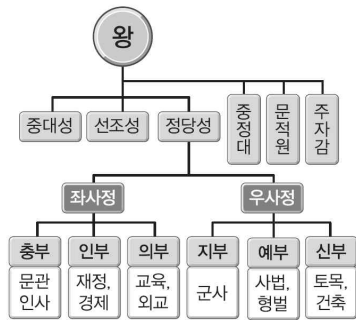 왕
중대성 선조성 정당성
중정대
문적원
주자감
좌사정 우사정
충부 인부 의부 지부 예부 신부
문관 인사
재정, 경제
교육, 외교
군사
사법, 형벌
토목, 건축